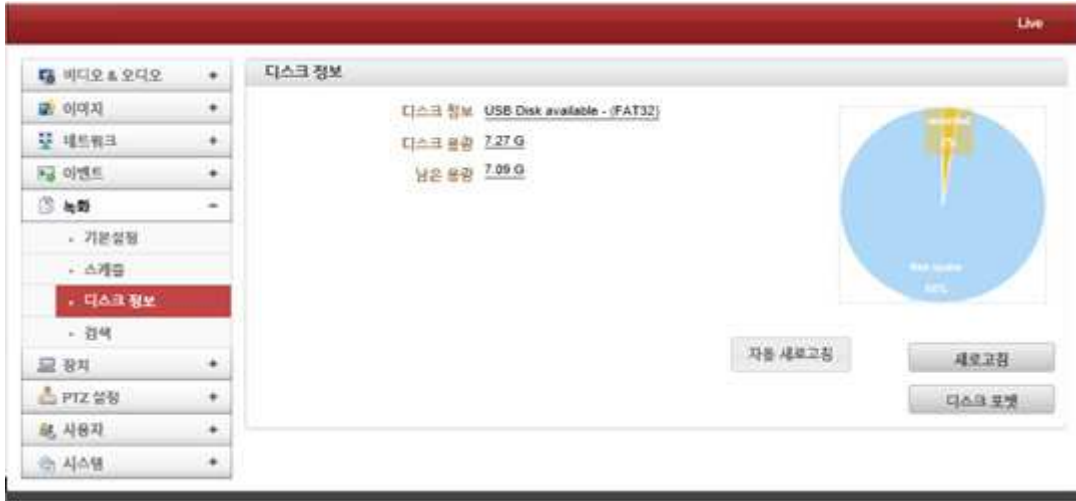 Live
비디오 & 오디오 +
이미지 +
네트워크 +
이벤트 +
녹화 -
기본설정
스케줄
디스크 정보
검색
장치 +
PTZ 설정 +
사용자 +
시스템 +
디스크 정보
디스크 정보 USB Disk available - (FAT32)
디스크 용량 7.27 G
남은 용량 7.09 G
자동 새로고침
새로고침
디스크 포맷